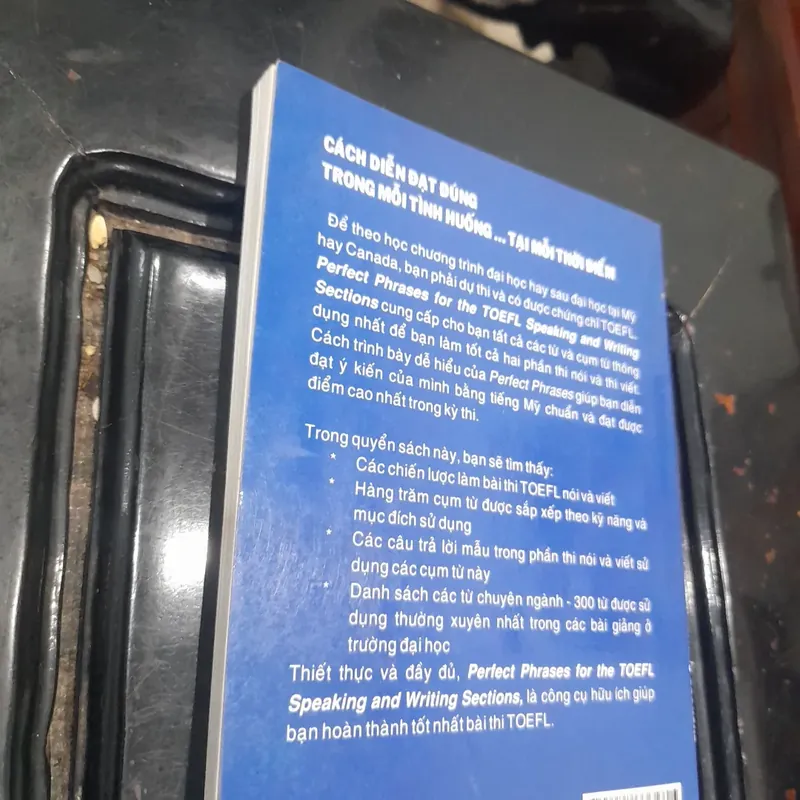 CÁCH DIỄN ĐẠT ĐÚNG
TRONG MỖI TÌNH HUỐNG ... TẠI MỖI THỜI ĐIỂM
Để theo học chương trình đại học hay sau đại học tại Mỹ
hay Canada, bạn phải dự thi và có được chứng chỉ TOEFL.
Perfect Phrases for the TOEFL Speaking and Writing
Sections cung cấp cho bạn tất cả các từ và cụm từ thông
dụng nhất để bạn làm tốt cả hai phần thi nói và thi viết.
Cách trình bày dễ hiểu của Perfect Phrases giúp bạn diễn
đạt ý kiến của mình bằng tiếng Mỹ chuẩn và đạt được
điểm cao nhất trong kỳ thi.
Trong quyển sách này, bạn sẽ tìm thấy:
* Các chiến lược làm bài thi TOEFL nói và viết
* Hàng trăm cụm từ được sắp xếp theo kỹ năng và
mục đích sử dụng
* Các câu trả lời mẫu trong phần thi nói và viết sử
dụng các cụm từ này
* Danh sách các từ chuyên ngành - 300 từ được sử
dụng thường xuyên nhất trong các bài giảng ở
trường đại học
Thiết thực và đầy đủ, Perfect Phrases for the TOEFL
Speaking and Writing Sections, là công cụ hữu ích giúp
bạn hoàn thành tốt nhất bài thi TOEFL.